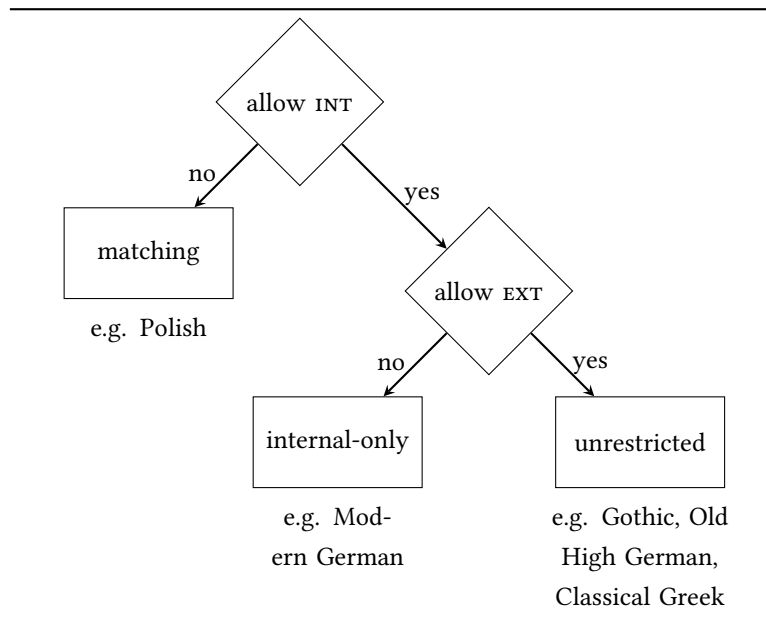 allow INT
no
yes
matching
e.g. Polish
allow EXT
no
yes
internal-only
e.g. Mod-
ern German
unrestricted
e.g. Gothic, Old
High German,
Classical Greek